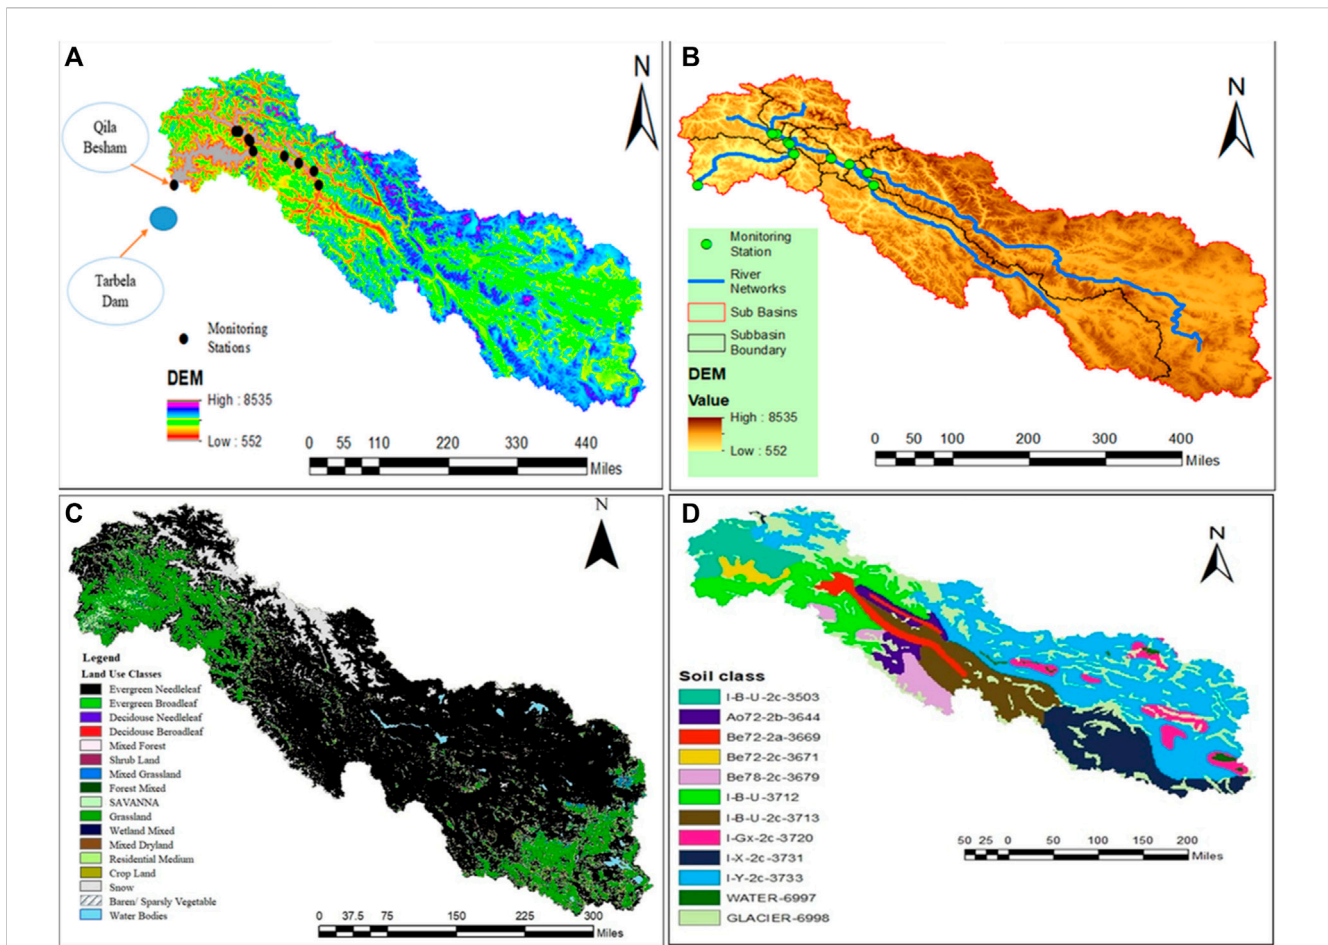 A
N
Qila
Besham
Tarbela
Dam
Monitoring
Stations
DEM
High : 8535
Low : 552
0 55 110 220 330 440
Miles
B
N
Monitoring
Station
River
Networks
Sub Basins
Subbasin
Boundary
DEM
Value
High : 8535
Low : 552
0 50 100 200 300 400
Miles
C
N
Legend
Land Use Classes
Evergreen Needleleaf
Evergreen Broadleaf
Decidouse Needleleaf
Decidouse Beroadleaf
Mixed Forest
Shrub Land
Mixed Grassland
Forest Mixed
SAVANNA
Grassland
Wetland Mixed
Mixed Dryland
Residential Medium
Crop Land
Snow
Baren/ Sparsly Vegetable
Water Bodies
0 37.5 75 150 225 300
Miles
D
N
Soil class
I-B-U-2c-3503
Ao72-2b-3644
Be72-2a-3669
Be72-2c-3671
Be78-2c-3679
I-B-U-3712
I-B-U-2c-3713
I-Gx-2c-3720
I-X-2c-3731
I-Y-2c-3733
WATER-6997
GLACIER-6998
50 25 0 50 100 150 200
Miles